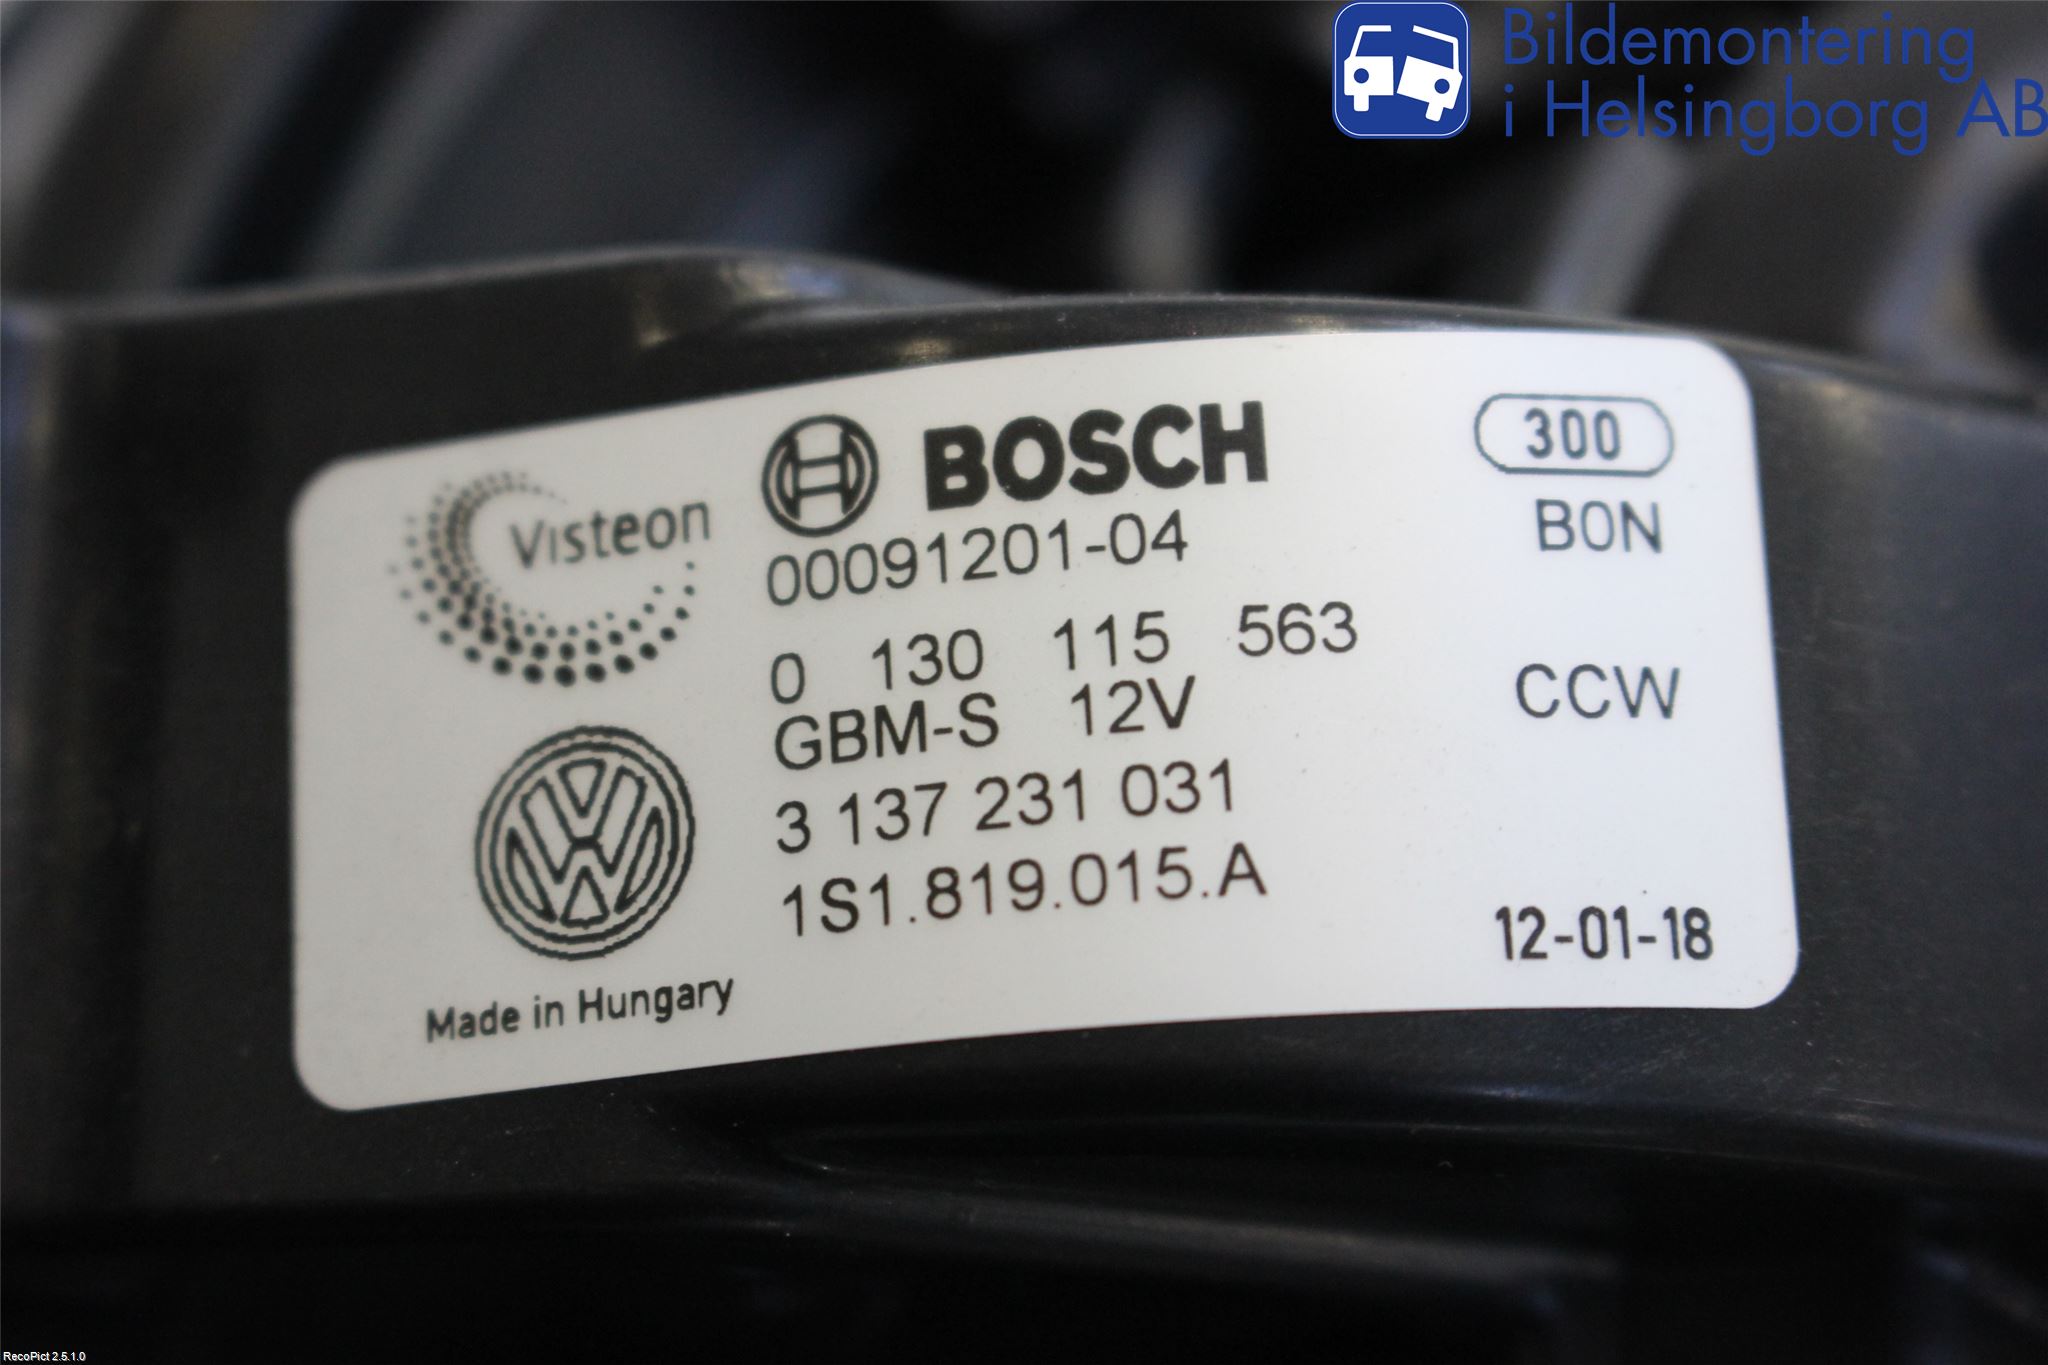 Bildemontering
i Helsingborg AB
Visteon
BOSCH
300
00091201-04
B0N
0 130 115 563
GBM-S 12V
CCW
3 137 231 031
1S1.819.015.A
12-01-18
Made in Hungary
RecoPict 2.5.1.0